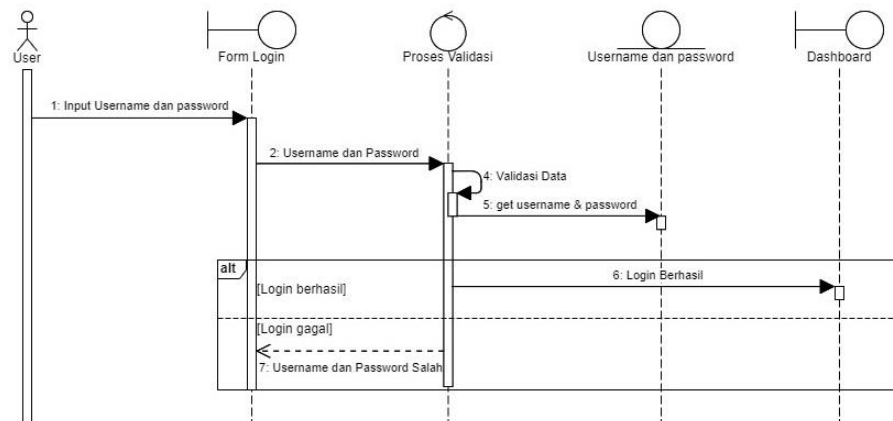 User
Form Login
Proses Validasi
Username dan password
Dashboard
1: Input Username dan password
2: Username dan Password
4: Validasi Data
5: get username & password
alt
6: Login Berhasil
[Login berhasil]
[Login gagal]
7: Username dan Password Salah